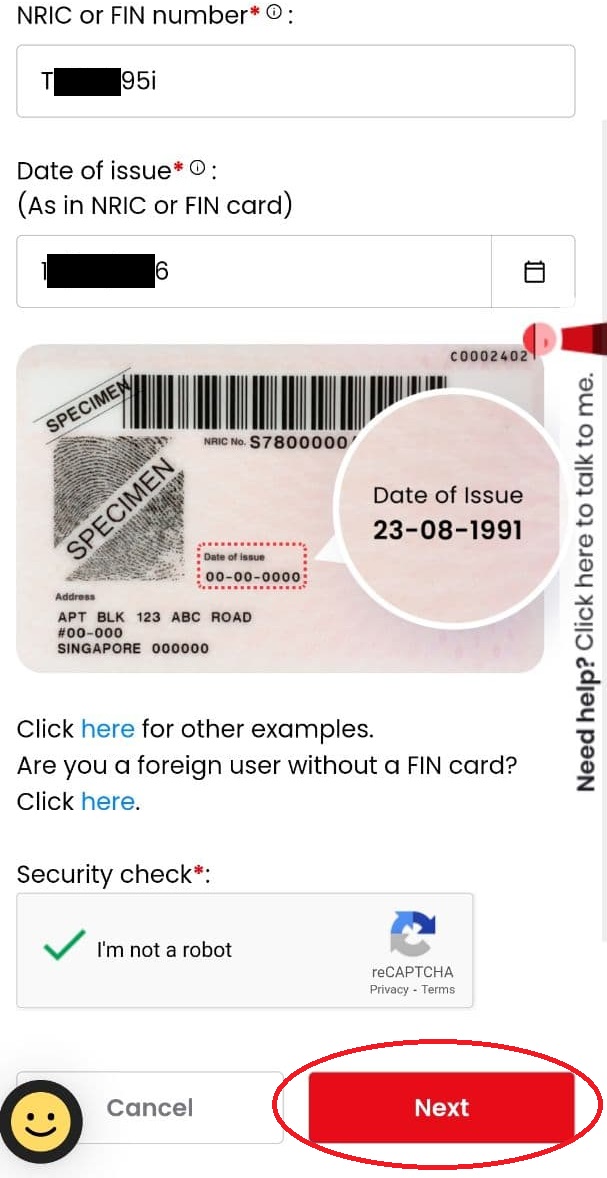 NRIC or FIN number* ⓘ :
T 95i
Date of issue* ⓘ :
(As in NRIC or FIN card)
1 6
C0002402
SPECIMEN
NRIC No. S7800000
SPECIMEN
Date of Issue
23-08-1991
Date of Issue
00-00-0000
Address
APT BLK 123 ABC ROAD
#00-000
SINGAPORE 000000
Need help? Click here to talk to me.
Click here for other examples.
Are you a foreign user without a FIN card?
Click here.
Security check*:
I'm not a robot
reCAPTCHA
Privacy - Terms
Cancel
Next